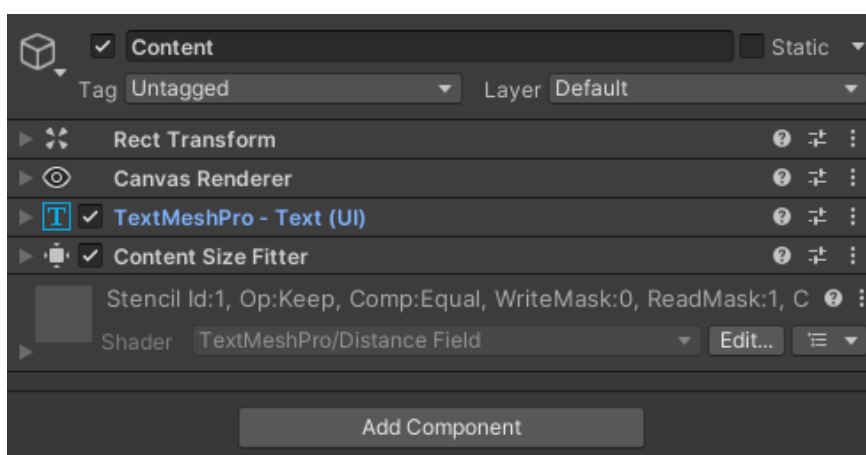 Content Static
Tag Untagged Layer Default
Rect Transform
Canvas Renderer
TextMeshPro - Text (UI)
Content Size Fitter
Stencil Id:1, Op:Keep, Comp:Equal, WriteMask:0, ReadMask:1, C
Shader TextMeshPro/Distance Field Edit...
Add Component